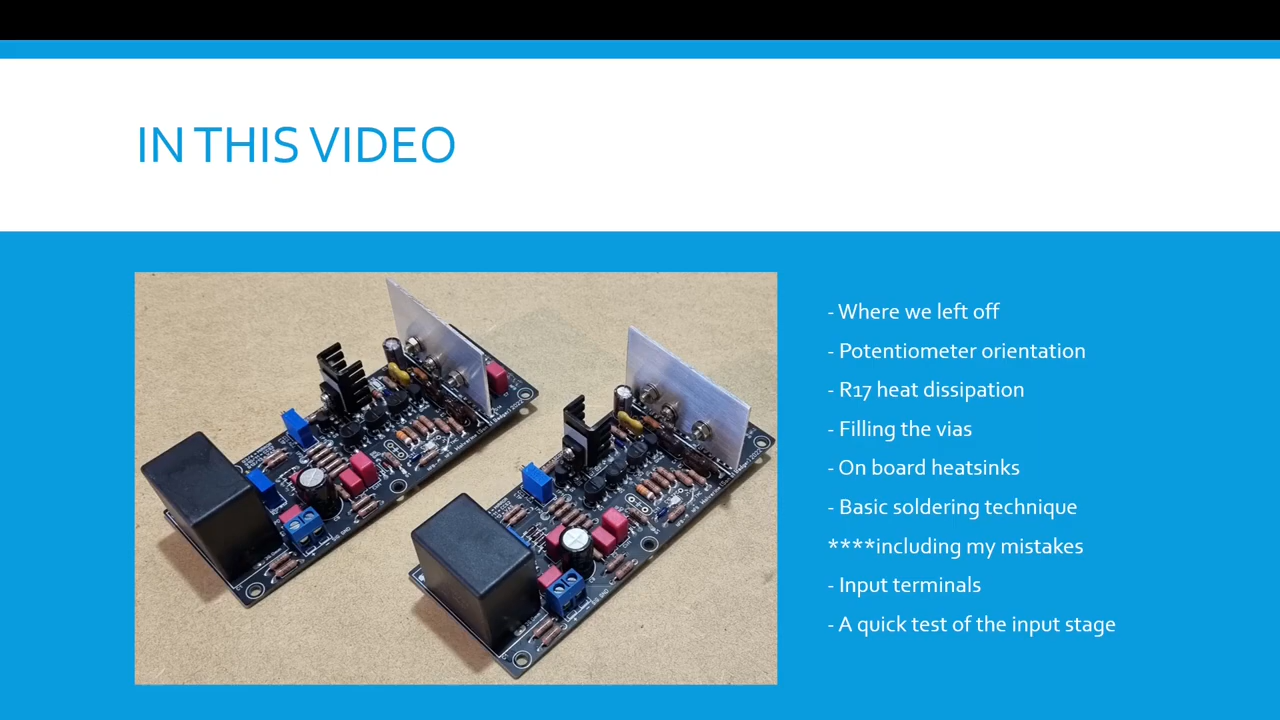 IN THIS VIDEO
- Where we left off
- Potentiometer orientation
- R17 heat dissipation
- Filling the vias
- On board heatsinks
- Basic soldering technique
****including my mistakes
- Input terminals
- A quick test of the input stage